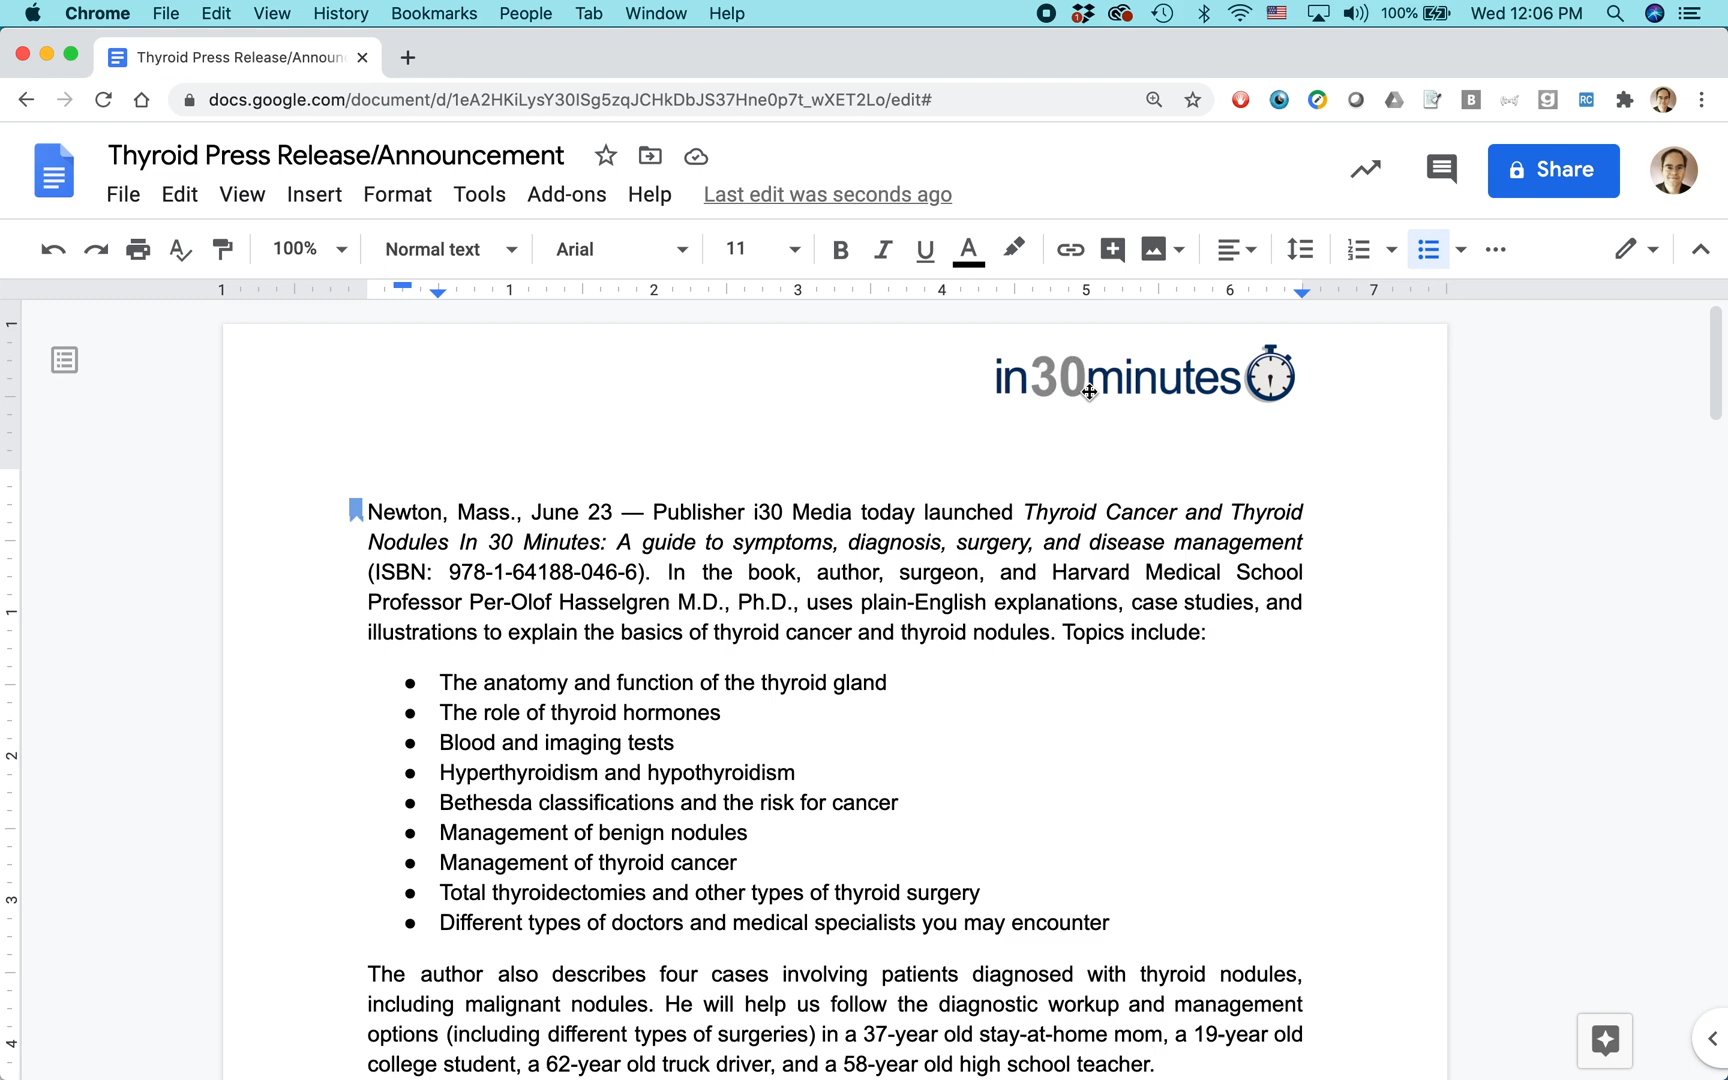 Chrome File Edit View History Bookmarks People Tab Window Help 100% Wed 12:06 PM
Thyroid Press Release/Announ
docs.google.com/document/d/1eA2HKiLysY30ISg5zqJCHkDbJS37Hne0p7t_wXET2Lo/edit#
Thyroid Press Release/Announcement
Share
File Edit View Insert Format Tools Add-ons Help Last edit was seconds ago
100% Normal text Arial 11
1 1 2 3 4 5 6 7
in30minutes
Newton, Mass., June 23 — Publisher i30 Media today launched Thyroid Cancer and Thyroid
Nodules In 30 Minutes: A guide to symptoms, diagnosis, surgery, and disease management
(ISBN: 978-1-64188-046-6). In the book, author, surgeon, and Harvard Medical School
Professor Per-Olof Hasselgren M.D., Ph.D., uses plain-English explanations, case studies, and
illustrations to explain the basics of thyroid cancer and thyroid nodules. Topics include:
● The anatomy and function of the thyroid gland
● The role of thyroid hormones
● Blood and imaging tests
● Hyperthyroidism and hypothyroidism
● Bethesda classifications and the risk for cancer
● Management of benign nodules
● Management of thyroid cancer
● Total thyroidectomies and other types of thyroid surgery
● Different types of doctors and medical specialists you may encounter
The author also describes four cases involving patients diagnosed with thyroid nodules,
including malignant nodules. He will help us follow the diagnostic workup and management
options (including different types of surgeries) in a 37-year old stay-at-home mom, a 19-year old
college student, a 62-year old truck driver, and a 58-year old high school teacher.